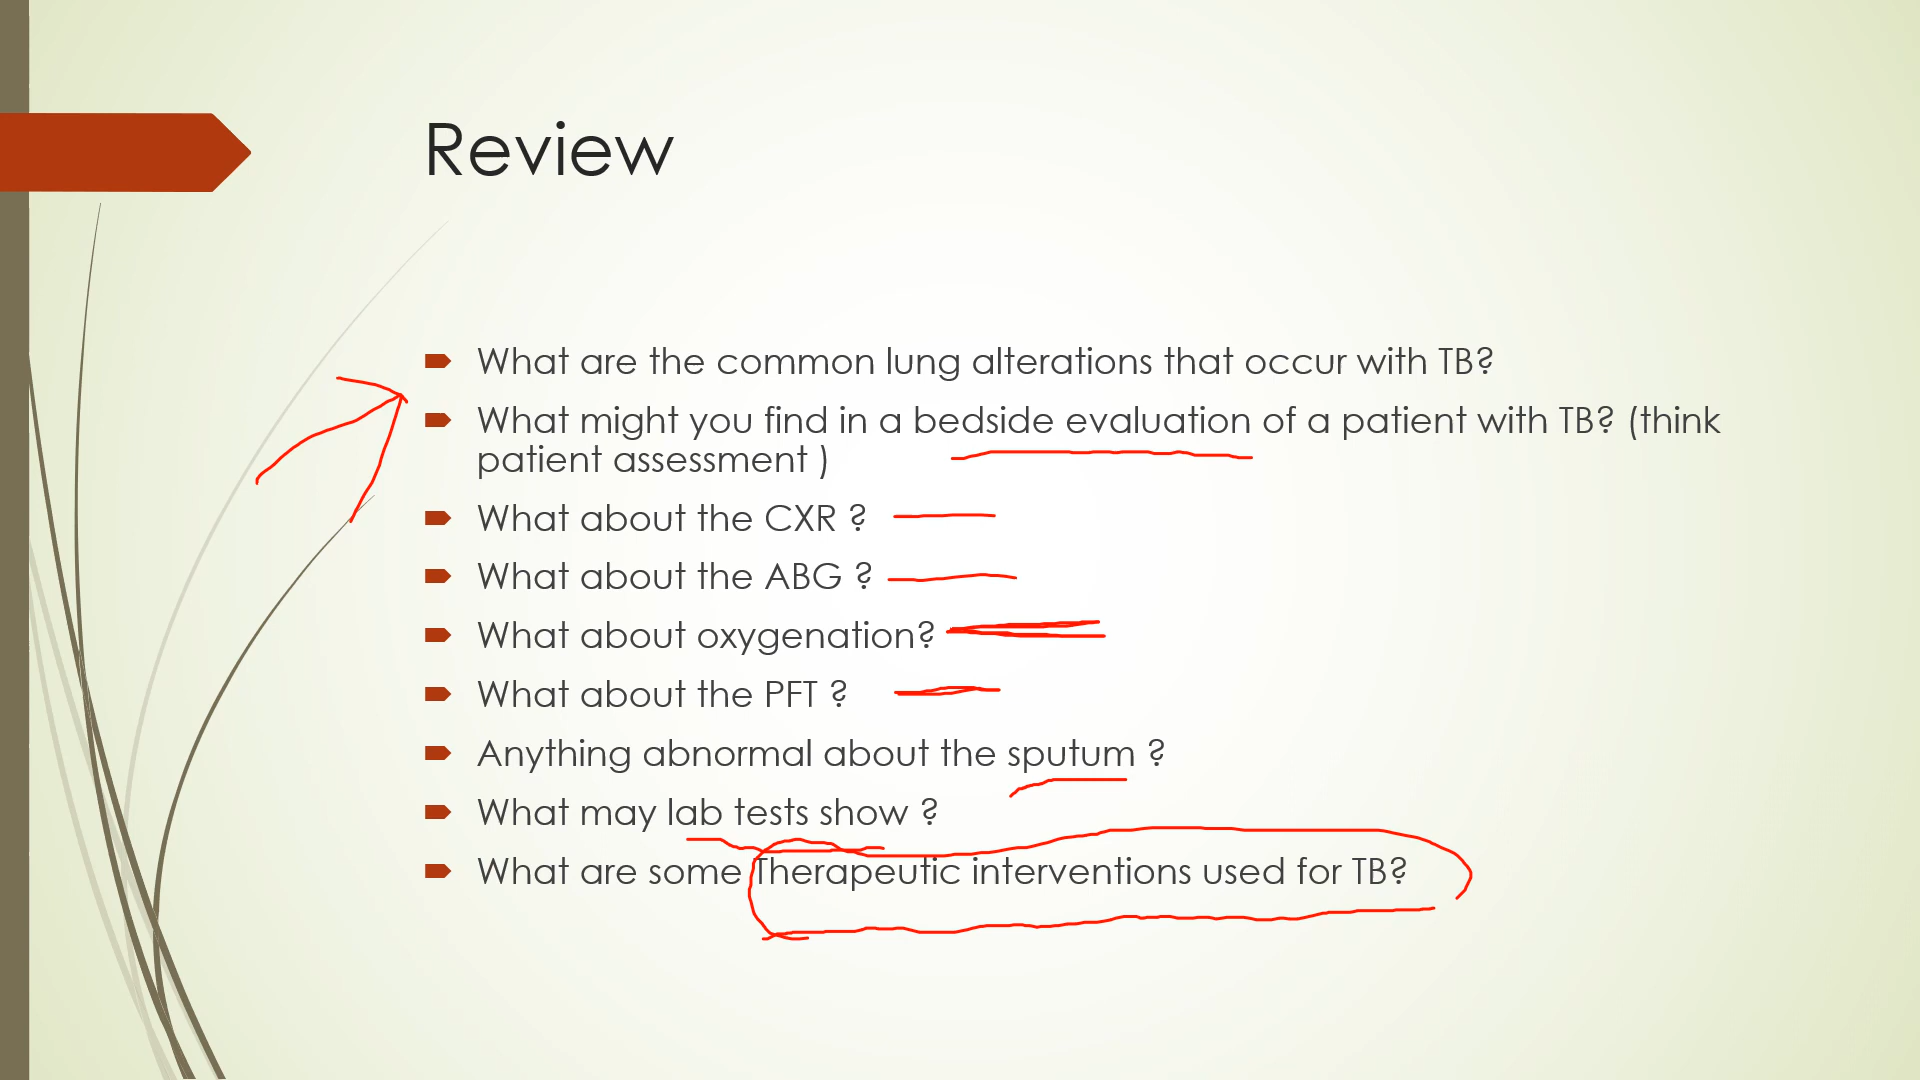 Review
What are the common lung alterations that occur with TB?
What might you find in a bedside evaluation of a patient with TB? (think
patient assessment )
What about the CXR ?
What about the ABG ?
What about oxygenation?
What about the PFT ?
Anything abnormal about the sputum ?
What may lab tests show ?
What are some Therapeutic interventions used for TB?